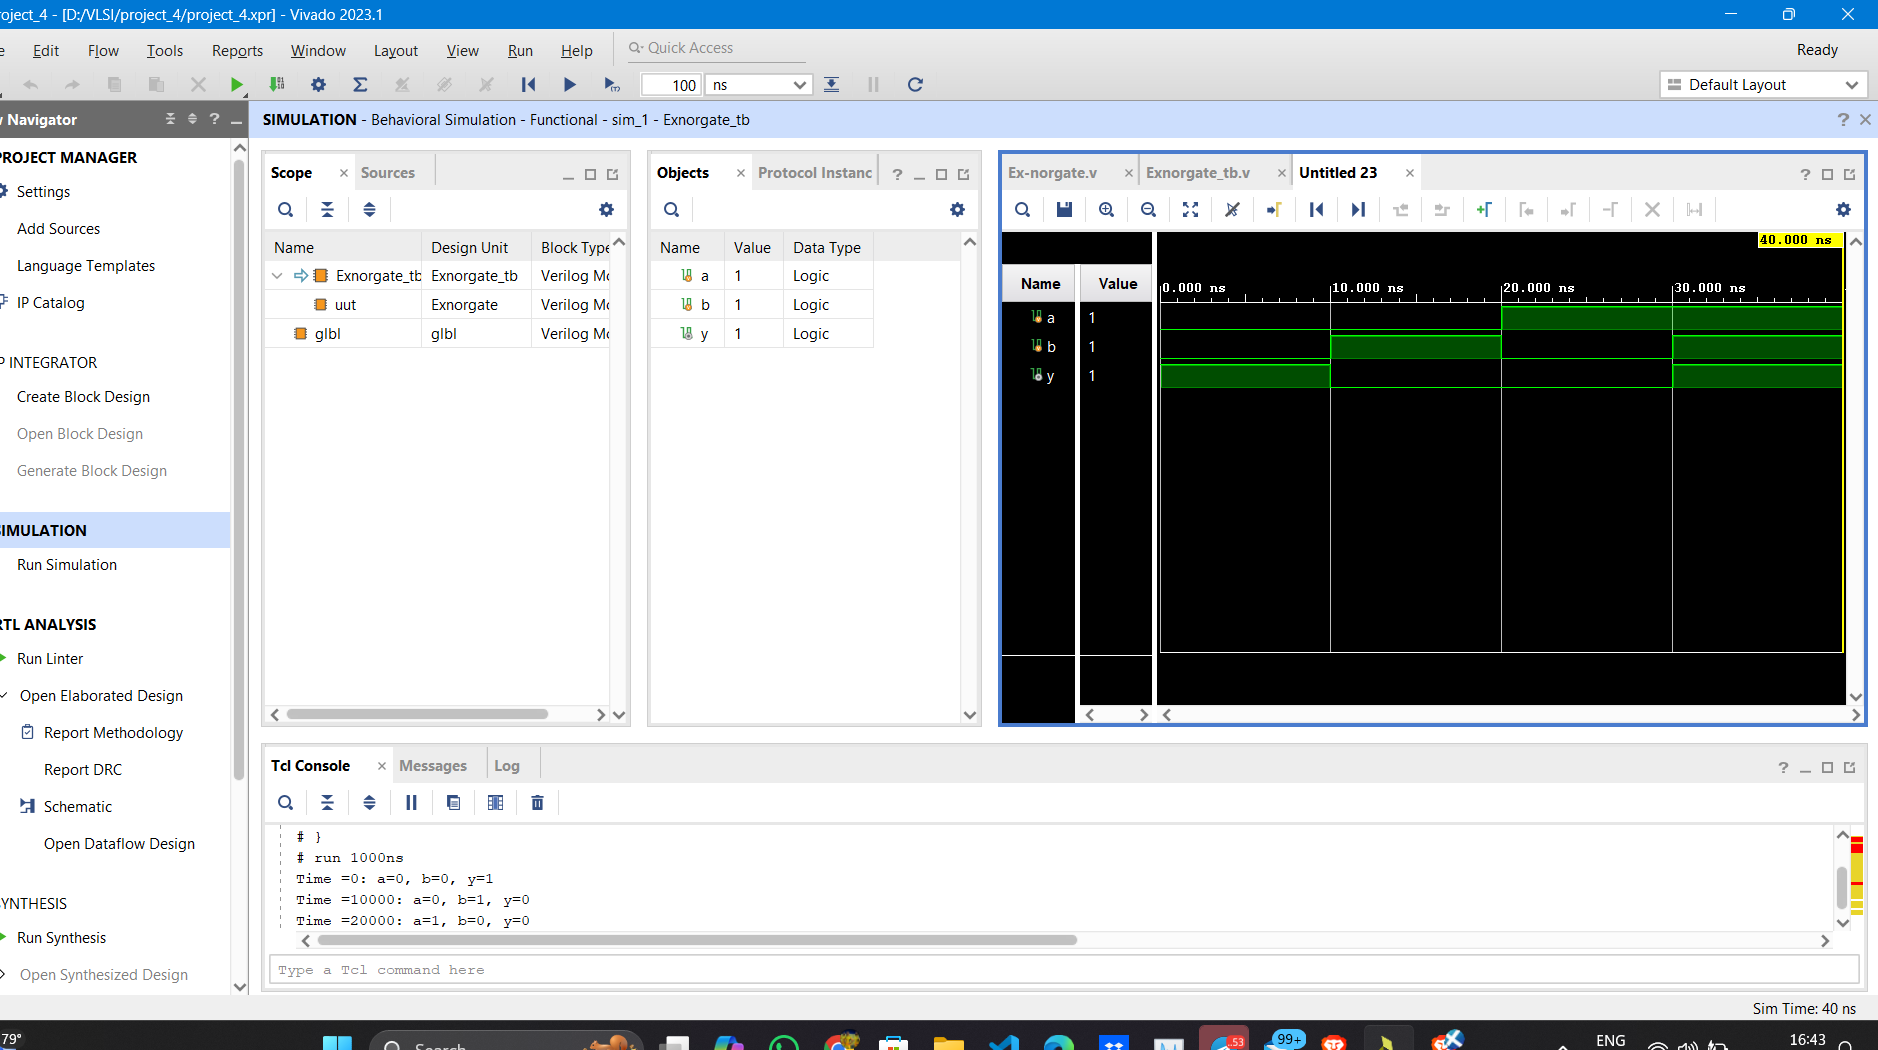 roject_4 - [D:/VLSI/project_4/project_4.xpr] - Vivado 2023.1
e Edit Flow Tools Reports Window Layout View Run Help Quick Access Ready
100 ns Default Layout
Navigator ?
SIMULATION - Behavioral Simulation - Functional - sim_1 - Exnorgate_tb ?
ROJECT MANAGER
Settings
Add Sources
Language Templates
IP Catalog
P INTEGRATOR
Create Block Design
Open Block Design
Generate Block Design
SIMULATION
Run Simulation
RTL ANALYSIS
Run Linter
Open Elaborated Design
Report Methodology
Report DRC
Schematic
Open Dataflow Design
YNTHESIS
Run Synthesis
Open Synthesized Design
Scope Sources
Name Design Unit Block Type
Exnorgate_tb Exnorgate_tb Verilog Mo
uut Exnorgate Verilog Mo
glbl glbl Verilog Mo
Objects Protocol Instanc ?
Name Value Data Type
a 1 Logic
b 1 Logic
y 1 Logic
Ex-norgate.v Exnorgate_tb.v Untitled 23 ?
40.000 ns
Name Value 0.000 ns 10.000 ns 20.000 ns 30.000 ns
a 1
b 1
y 1
Tcl Console Messages Log ?
# }
# run 1000ns
Time =0: a=0, b=0, y=1
Time =10000: a=0, b=1, y=0
Time =20000: a=1, b=0, y=0
Type a Tcl command here
Sim Time: 40 ns
79° Search 53 99+ ENG 16:43